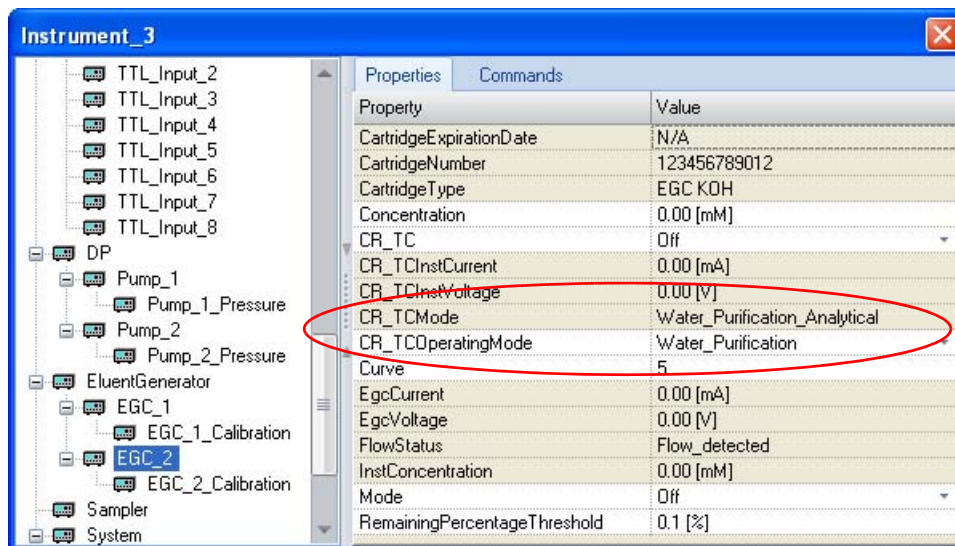 Instrument_3
TTL_Input_2
TTL_Input_3
TTL_Input_4
TTL_Input_5
TTL_Input_6
TTL_Input_7
TTL_Input_8
DP
Pump_1
Pump_1_Pressure
Pump_2
Pump_2_Pressure
EluentGenerator
EGC_1
EGC_1_Calibration
EGC_2
EGC_2_Calibration
Sampler
System
Properties Commands
Property Value
CartridgeExpirationDate N/A
CartridgeNumber 123456789012
CartridgeType EGC KOH
Concentration 0.00 [mM]
CR_TC Off
CR_TCInstCurrent 0.00 [mA]
CR_TCInstVoltage 0.00 [V]
CR_TCMode Water_Purification_Analytical
CR_TCOperatingMode Water_Purification
Curve 5
EgcCurrent 0.00 [mA]
EgcVoltage 0.00 [V]
FlowStatus Flow_detected
InstConcentration 0.00 [mM]
Mode Off
RemainingPercentageThreshold 0.1 [%]